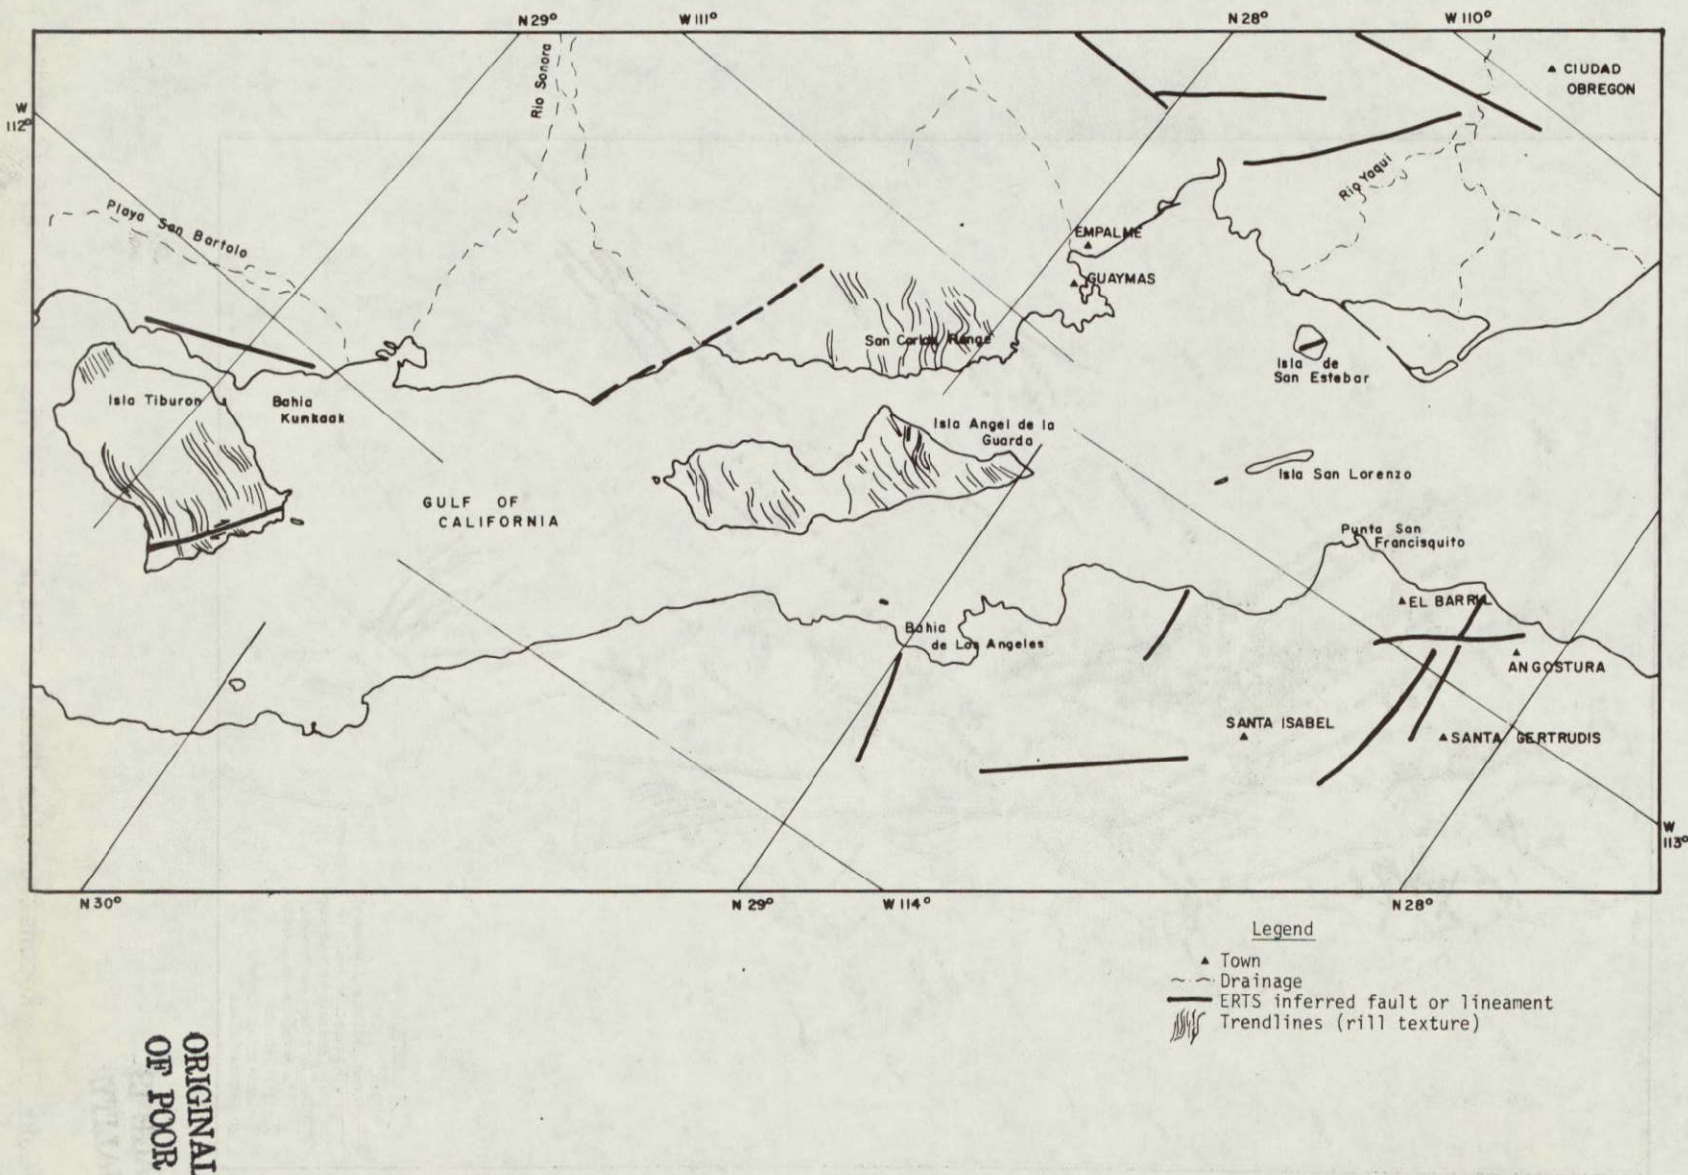 N 29°
W 111°
N 28°
W 110°
W
112°
Rio Sonora
CIUDAD
OBREGON
Rio Yaqui
Playa San Bartolo
EMPALME
GUAYMAS
San Carlos Range
Isla de
San Estebar
Isla Tiburon
Bahia
Kunkaak
Isla Angel de la
Guarda
Isla San Lorenzo
GULF OF
CALIFORNIA
Punta San
Francisquito
EL BARRIL
Bahia
de Los Angeles
ANGOSTURA
SANTA ISABEL
SANTA GERTRUDIS
W
113°
N 30°
N 29°
W 114°
N 28°
Legend
Town
Drainage
ERTS inferred fault or lineament
Trendlines (rill texture)
ORIGINAL
OF POOR